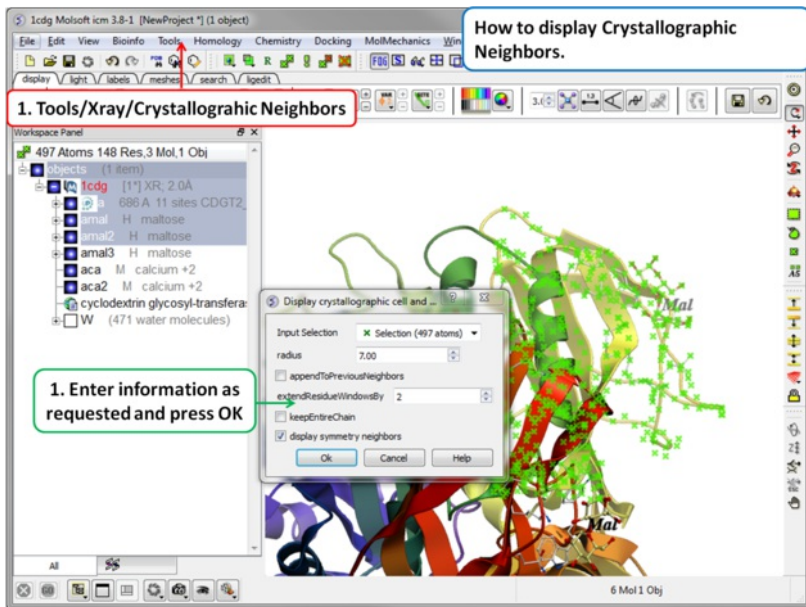 1cdg Molsoft icm 3.8-1 [NewProject *] (1 object)
How to display Crystallographic
Neighbors.
File Edit View Bioinfo Tools Homology Chemistry Docking MolMechanics
display light labels meshes search ligedit
1. Tools/Xray/Crystallograhic Neighbors
Workspace Panel
497 Atoms 148 Res,3 Mol,1 Obj
objects (1 item)
1cdg [1*] XR; 2.0Å
a 686 A 11 sites CDGT2_
amal H maltose
amal2 H maltose
amal3 H maltose
aca M calcium +2
aca2 M calcium +2
cyclodextrin glycosyl-transferas
W (471 water molecules)
Mal
Display crystallographic cell and ...
Input Selection Selection (497 atoms)
radius 7.00
appendToPreviousNeighbors
1. Enter information as
requested and press OK
extendResidueWindowsBy 2
keepEntireChain
display symmetry neighbors
Ok Cancel Help
Mal
All
6 Mol 1 Obj